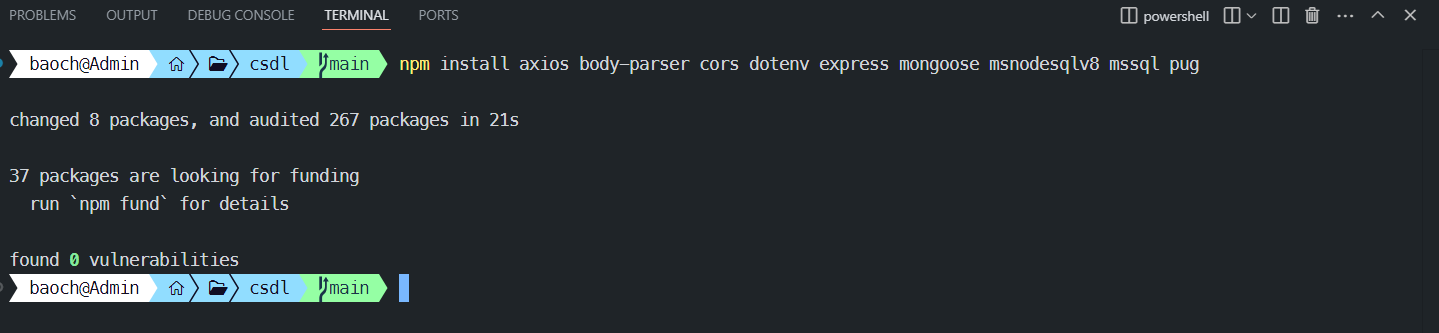 PROBLEMS OUTPUT DEBUG CONSOLE TERMINAL PORTS powershell
baoch@Admin csdl main npm install axios body-parser cors dotenv express mongoose msnodesqlv8 mssql pug
changed 8 packages, and audited 267 packages in 21s
37 packages are looking for funding
run `npm fund` for details
found 0 vulnerabilities
baoch@Admin csdl main